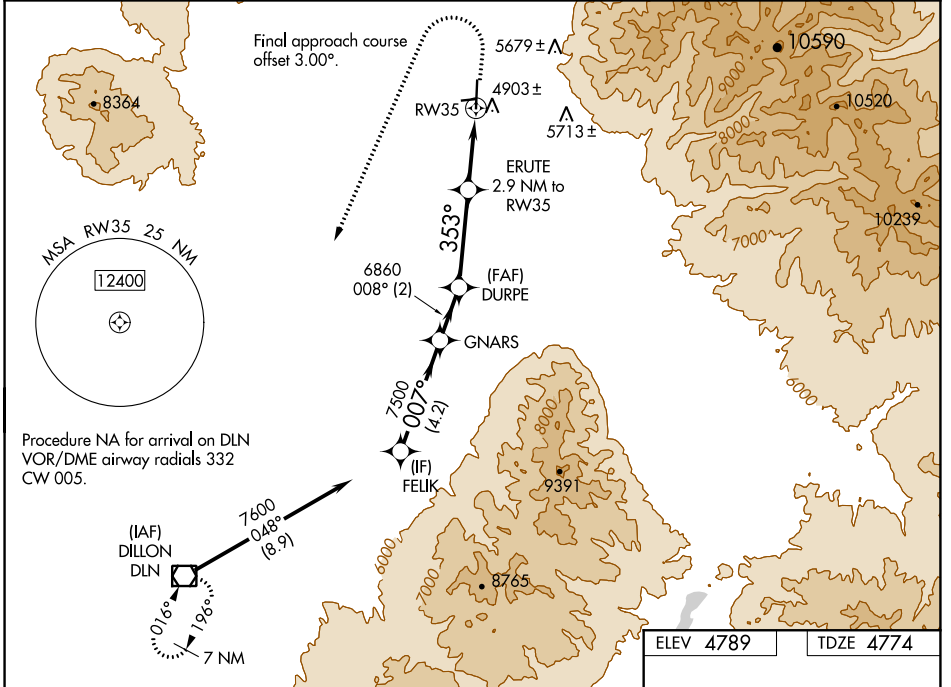 Final approach course
offset 3.00°.
5679 ±
10590
9000
8364
4903 ±
RW35
10520
5713 ±
8000
ERUTE
2.9 NM to
RW35
10239
MSA RW35 25 NM
12400
353°
7000
6860
008° (2)
(FAF)
DURPE
GNARS
6000
7500
007°
(4.2)
8000
Procedure NA for arrival on DLN
VOR/DME airway radials 332
CW 005.
(IF)
FELIK
9391
7600
048°
(8.9)
(IAF)
DILLON
DLN
6000
7000
8765
016°
196°
7 NM
ELEV 4789
TDZE 4774